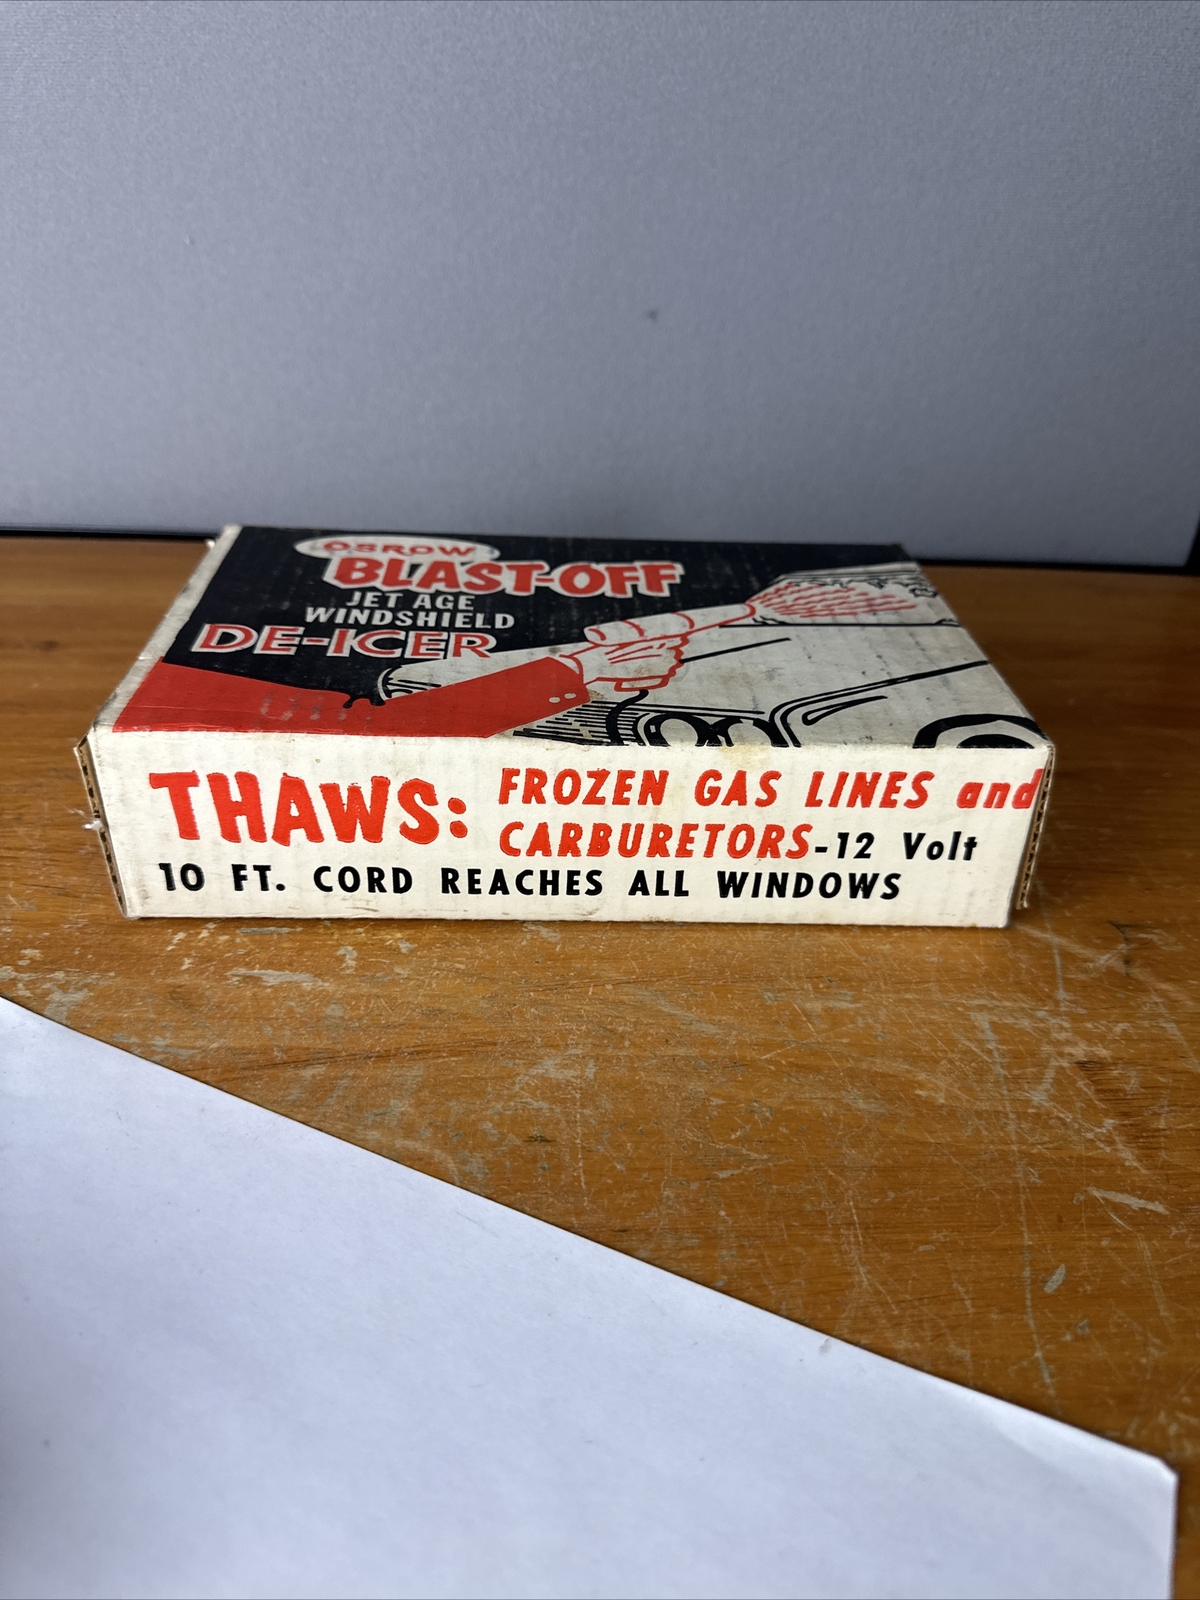 OSROW
BLAST-OFF
JET AGE
WINDSHIELD
DE-ICER
THAWS: FROZEN GAS LINES and
CARBURETORS-12 Volt
10 FT. CORD REACHES ALL WINDOWS